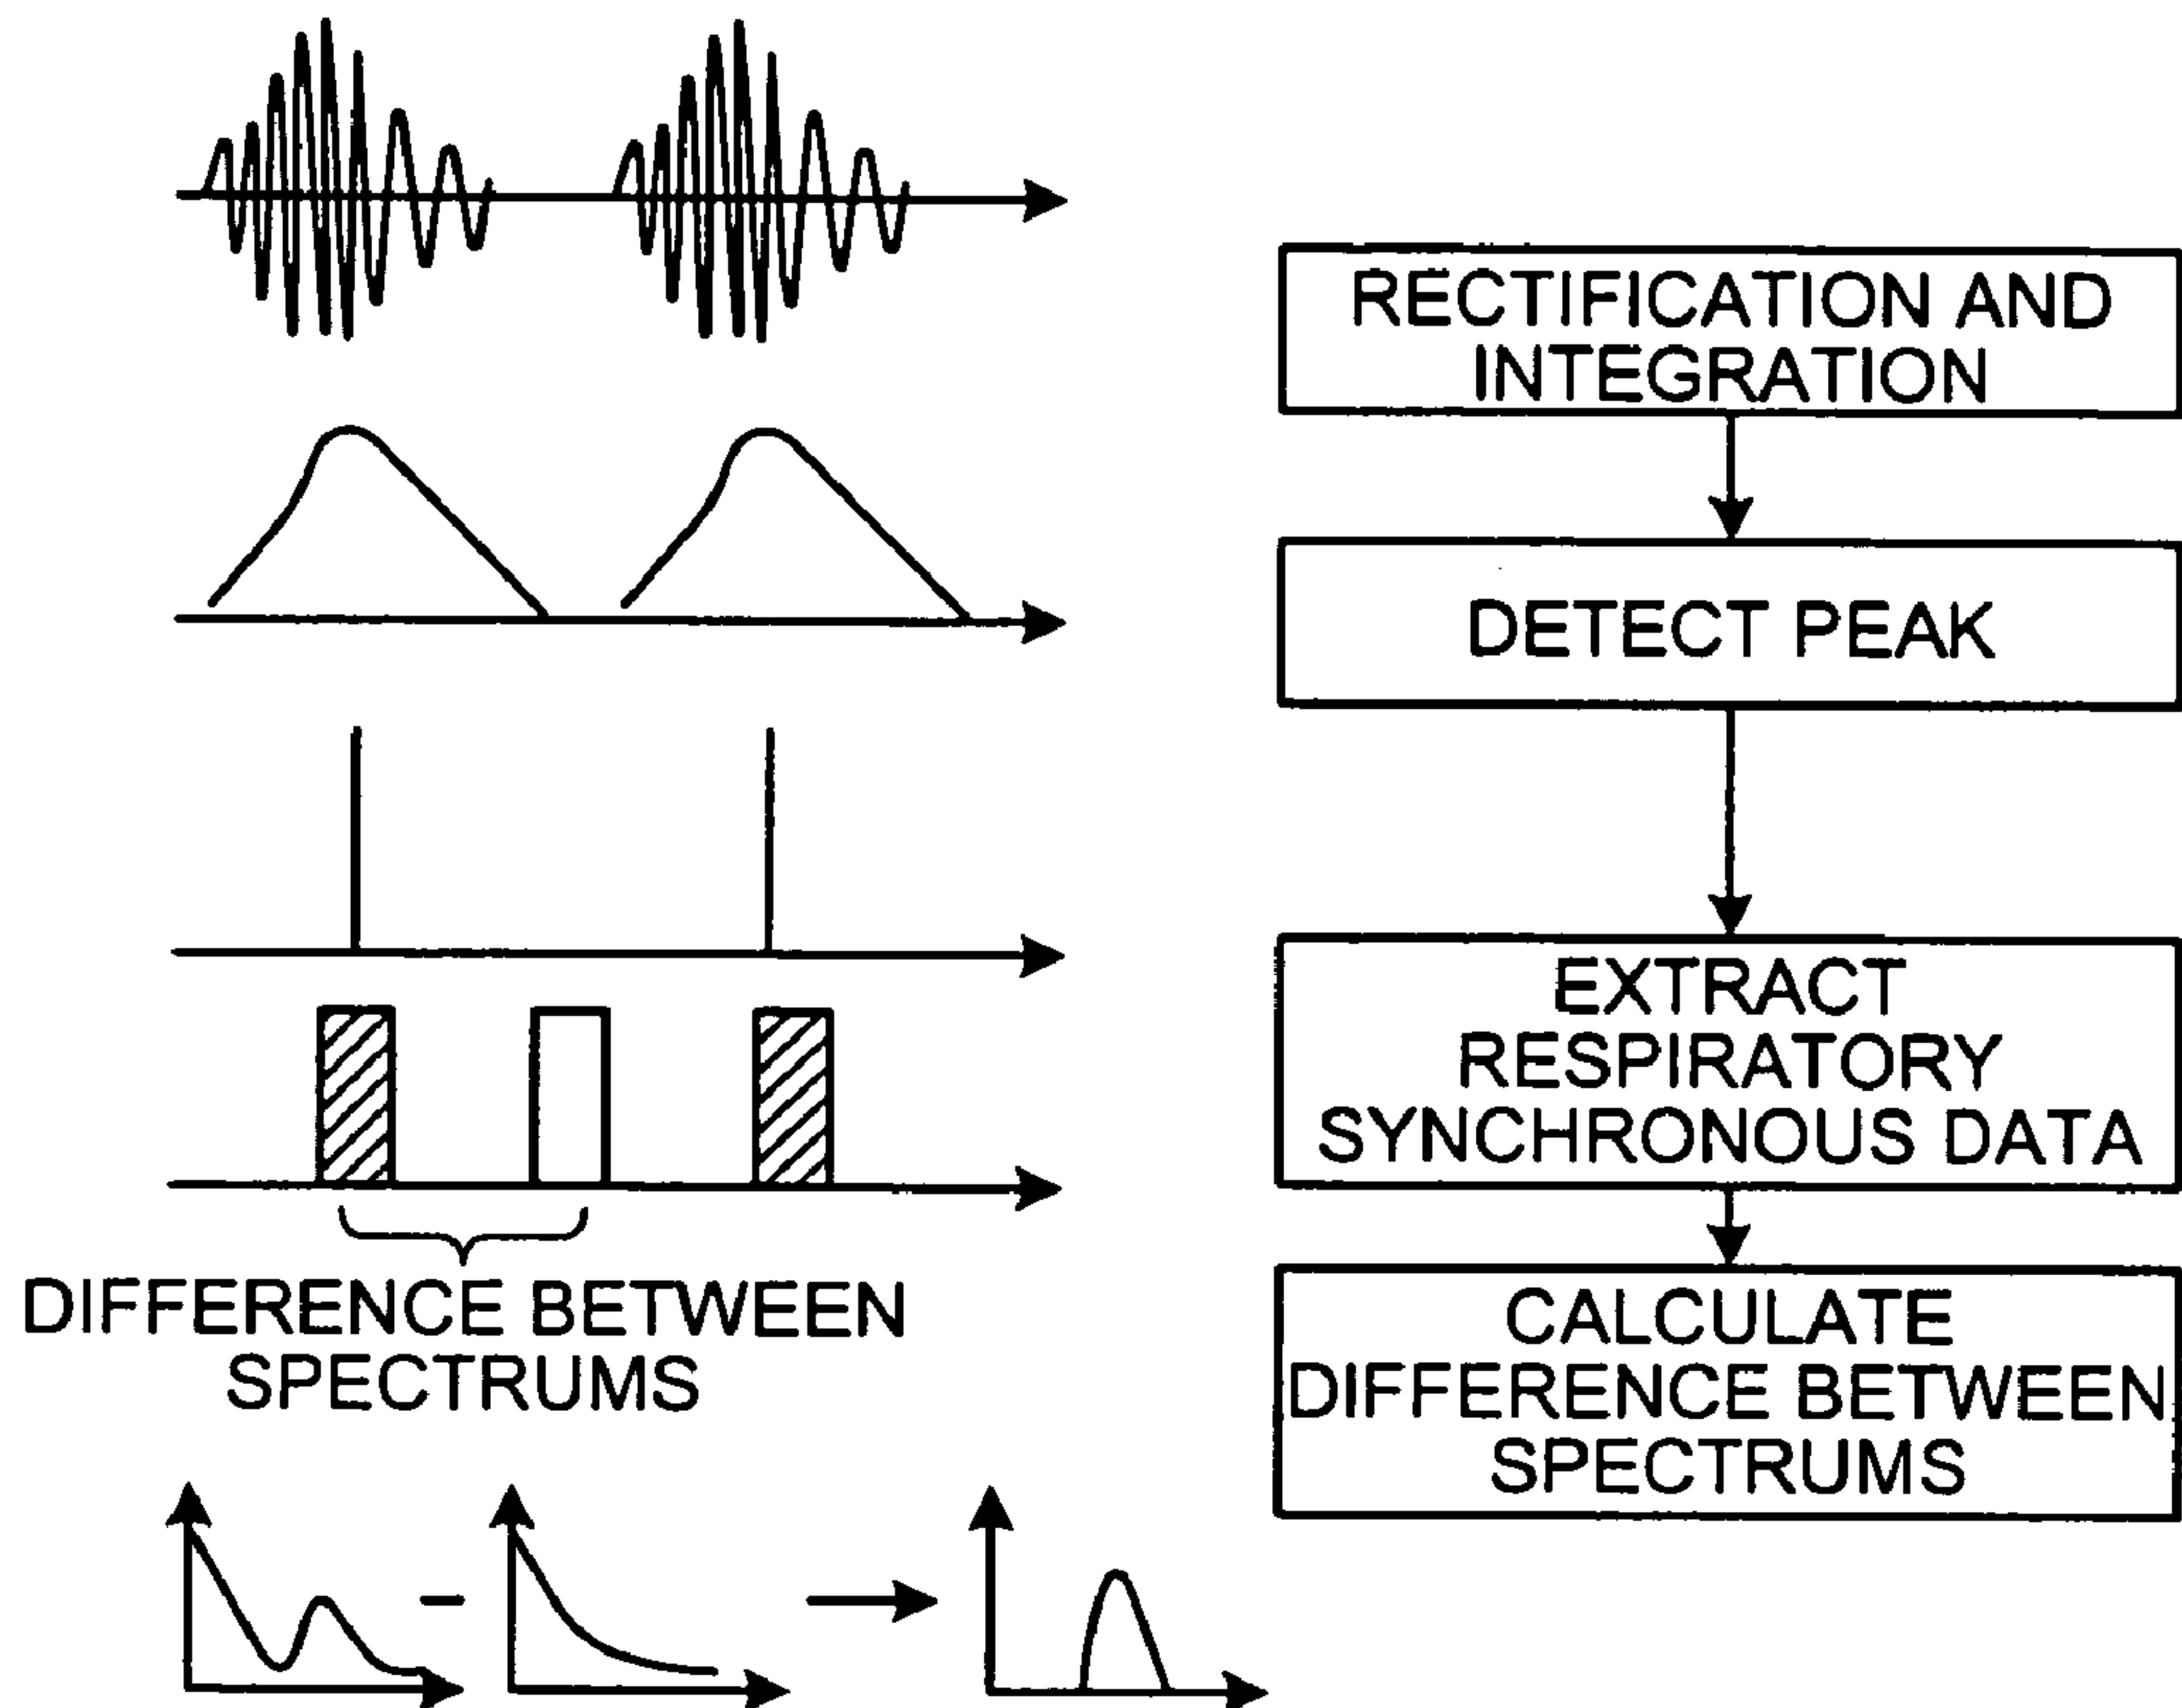 RECTIFICATION AND
INTEGRATION
DETECT PEAK
EXTRACT
RESPIRATORY
SYNCHRONOUS DATA
DIFFERENCE BETWEEN
SPECTRUMS
CALCULATE
DIFFERENCE BETWEEN
SPECTRUMS